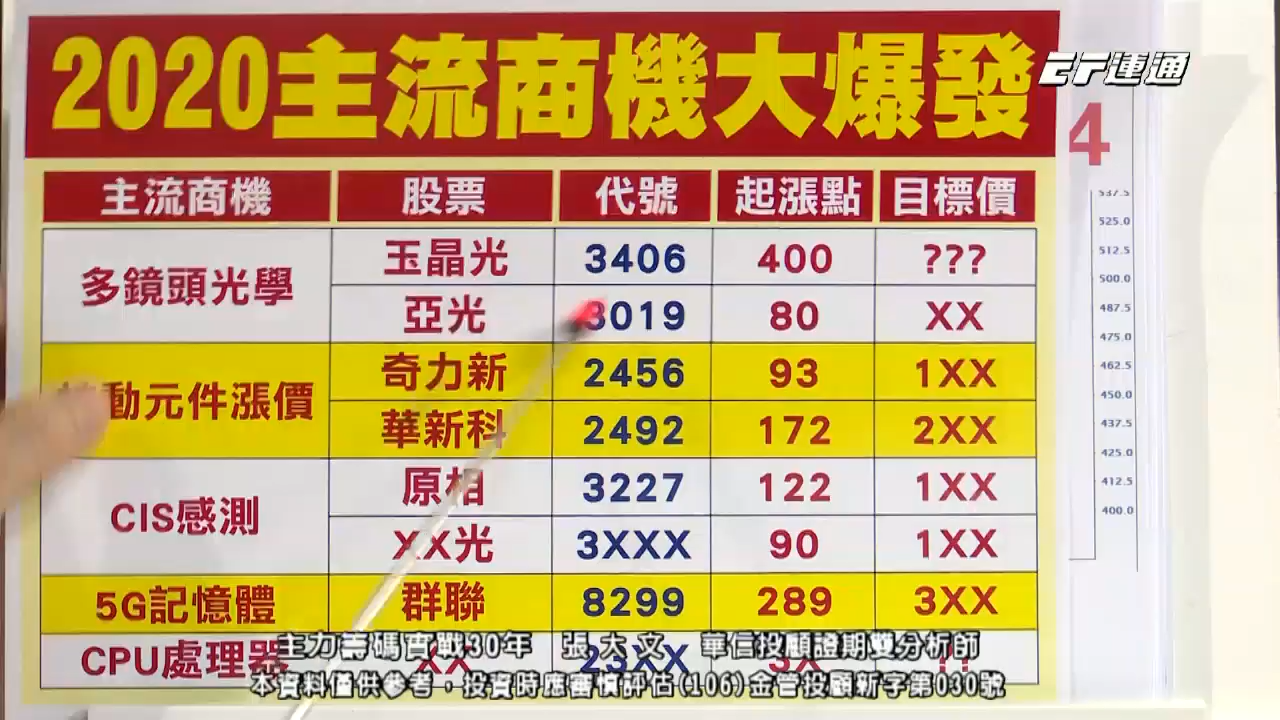 2020主流商機大爆發
EF運通
4
主流商機 股票 代號 起漲點 目標價
多鏡頭光學 玉晶光 3406 400 ???
亞光 3019 80 XX
動元件漲價 奇力新 2456 93 1XX
華新科 2492 172 2XX
CIS感測 原相 3227 122 1XX
XX光 3XXX 90 1XX
5G記憶體 群聯 8299 289 3XX
CPU處理器 XX 23XX 3X ??
537.5
525.0
512.5
500.0
487.5
475.0
462.5
450.0
437.5
425.0
412.5
400.0
主力籌碼實戰30年 張大文 華信投顧證期雙分析師
本資料僅供參考，投資時應審慎評估(106)金管投顧新字第030號